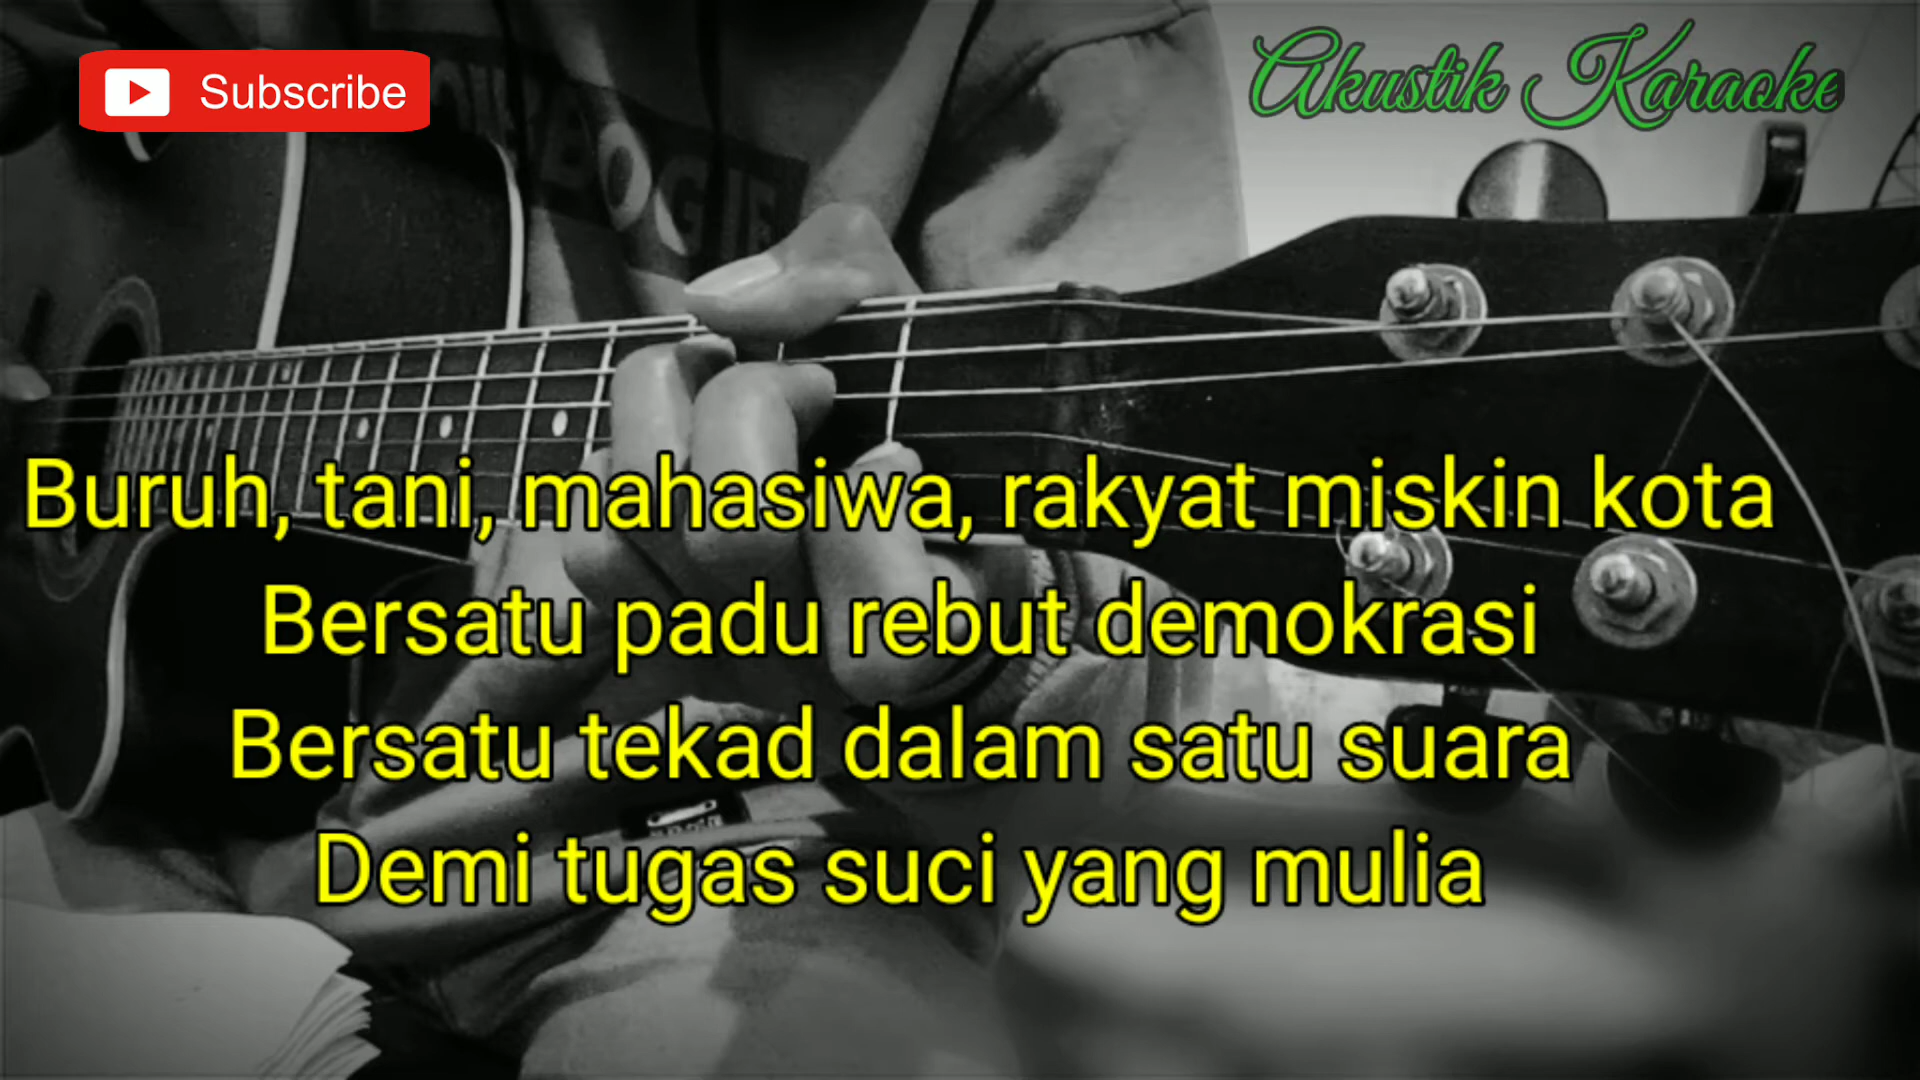 Subscribe
Akustik Karaoke
Buruh, tani, mahasiwa, rakyat miskin kota
Bersatu padu rebut demokrasi
Bersatu tekad dalam satu suara
Demi tugas suci yang mulia